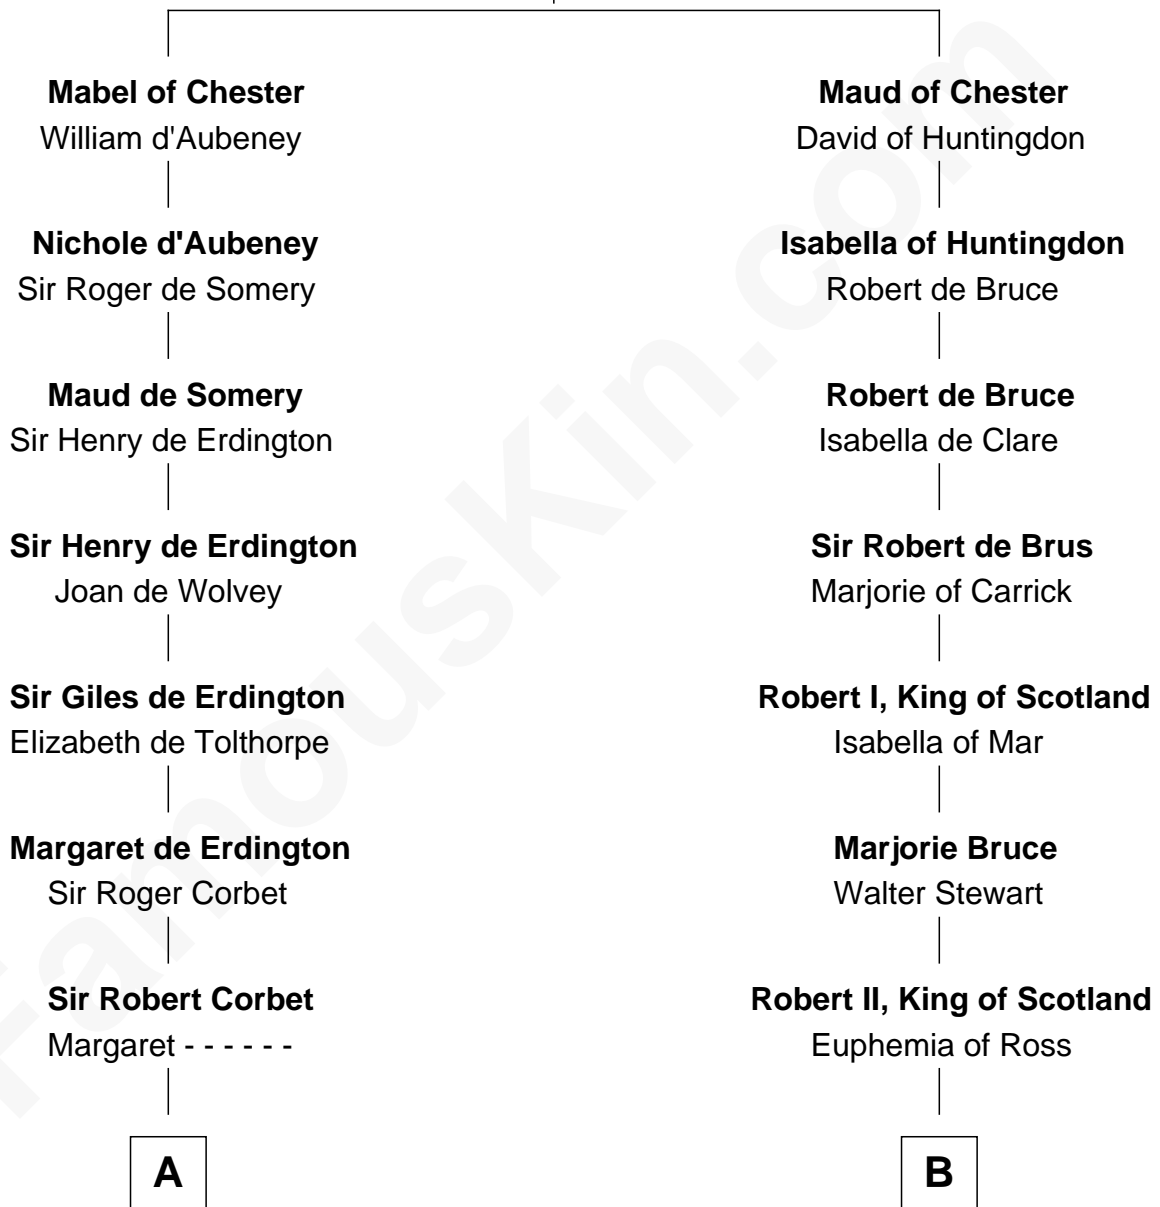 Mabel of Chester
William d'Aubeney
Nichole d'Aubeney
Sir Roger de Somery
Maud de Somery
Sir Henry de Erdington
Sir Henry de Erdington
Joan de Wolvey
Sir Giles de Erdington
Elizabeth de Tolthorpe
Margaret de Erdington
Sir Roger Corbet
Sir Robert Corbet
Margaret - - - - - -
A
Maud of Chester
David of Huntingdon
Isabella of Huntingdon
Robert de Bruce
Robert de Bruce
Isabella de Clare
Sir Robert de Brus
Marjorie of Carrick
Robert I, King of Scotland
Isabella of Mar
Marjorie Bruce
Walter Stewart
Robert II, King of Scotland
Euphemia of Ross
B
FamousKin.com